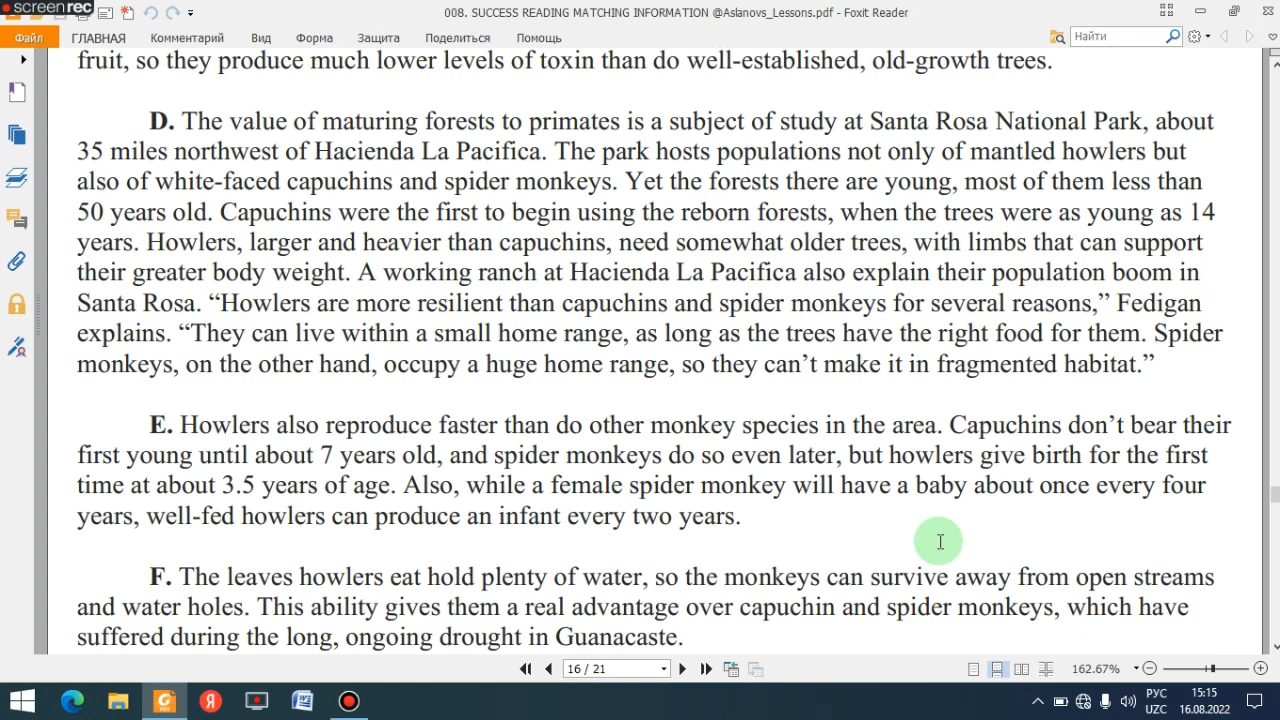 screenrec
008. SUCCESS READING MATCHING INFORMATION @Aslanovs_Lessons.pdf - Foxit Reader
Файл ГЛАВНАЯ Комментарий Вид Форма Защита Поделиться Помощь Найти
fruit, so they produce much lower levels of toxin than do well-established, old-growth trees.
D. The value of maturing forests to primates is a subject of study at Santa Rosa National Park, about
35 miles northwest of Hacienda La Pacifica. The park hosts populations not only of mantled howlers but
also of white-faced capuchins and spider monkeys. Yet the forests there are young, most of them less than
50 years old. Capuchins were the first to begin using the reborn forests, when the trees were as young as 14
years. Howlers, larger and heavier than capuchins, need somewhat older trees, with limbs that can support
their greater body weight. A working ranch at Hacienda La Pacifica also explain their population boom in
Santa Rosa. “Howlers are more resilient than capuchins and spider monkeys for several reasons,” Fedigan
explains. “They can live within a small home range, as long as the trees have the right food for them. Spider
monkeys, on the other hand, occupy a huge home range, so they can’t make it in fragmented habitat.”
E. Howlers also reproduce faster than do other monkey species in the area. Capuchins don’t bear their
first young until about 7 years old, and spider monkeys do so even later, but howlers give birth for the first
time at about 3.5 years of age. Also, while a female spider monkey will have a baby about once every four
years, well-fed howlers can produce an infant every two years.
F. The leaves howlers eat hold plenty of water, so the monkeys can survive away from open streams
and water holes. This ability gives them a real advantage over capuchin and spider monkeys, which have
suffered during the long, ongoing drought in Guanacaste.
16 / 21 162.67%
РУС 15:15
UZC 16.08.2022